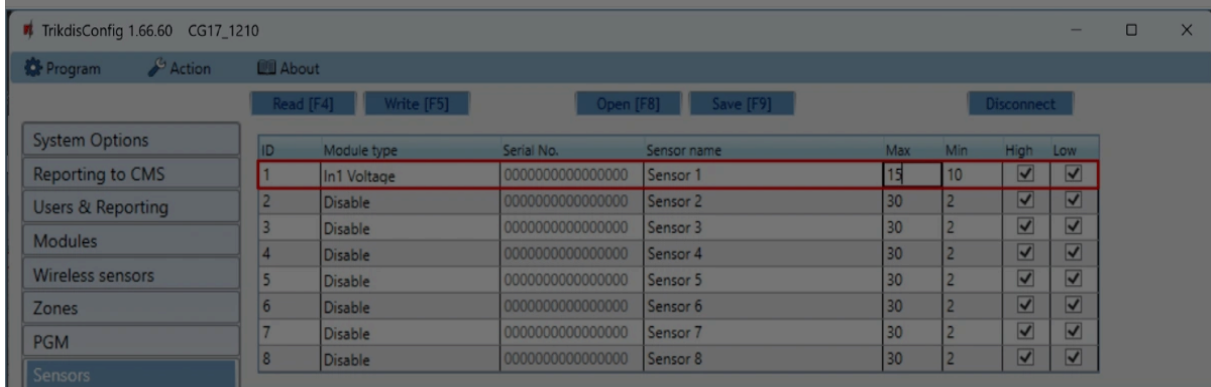 TrikdisConfig 1.66.60 CG17_1210
Program Action About
Read [F4] Write [F5] Open [F8] Save [F9] Disconnect
System Options
Reporting to CMS
Users & Reporting
Modules
Wireless sensors
Zones
PGM
Sensors
ID Module type Serial No. Sensor name Max Min High Low
1 In1 Voltage 0000000000000000 Sensor 1 15 10
2 Disable 0000000000000000 Sensor 2 30 2
3 Disable 0000000000000000 Sensor 3 30 2
4 Disable 0000000000000000 Sensor 4 30 2
5 Disable 0000000000000000 Sensor 5 30 2
6 Disable 0000000000000000 Sensor 6 30 2
7 Disable 0000000000000000 Sensor 7 30 2
8 Disable 0000000000000000 Sensor 8 30 2